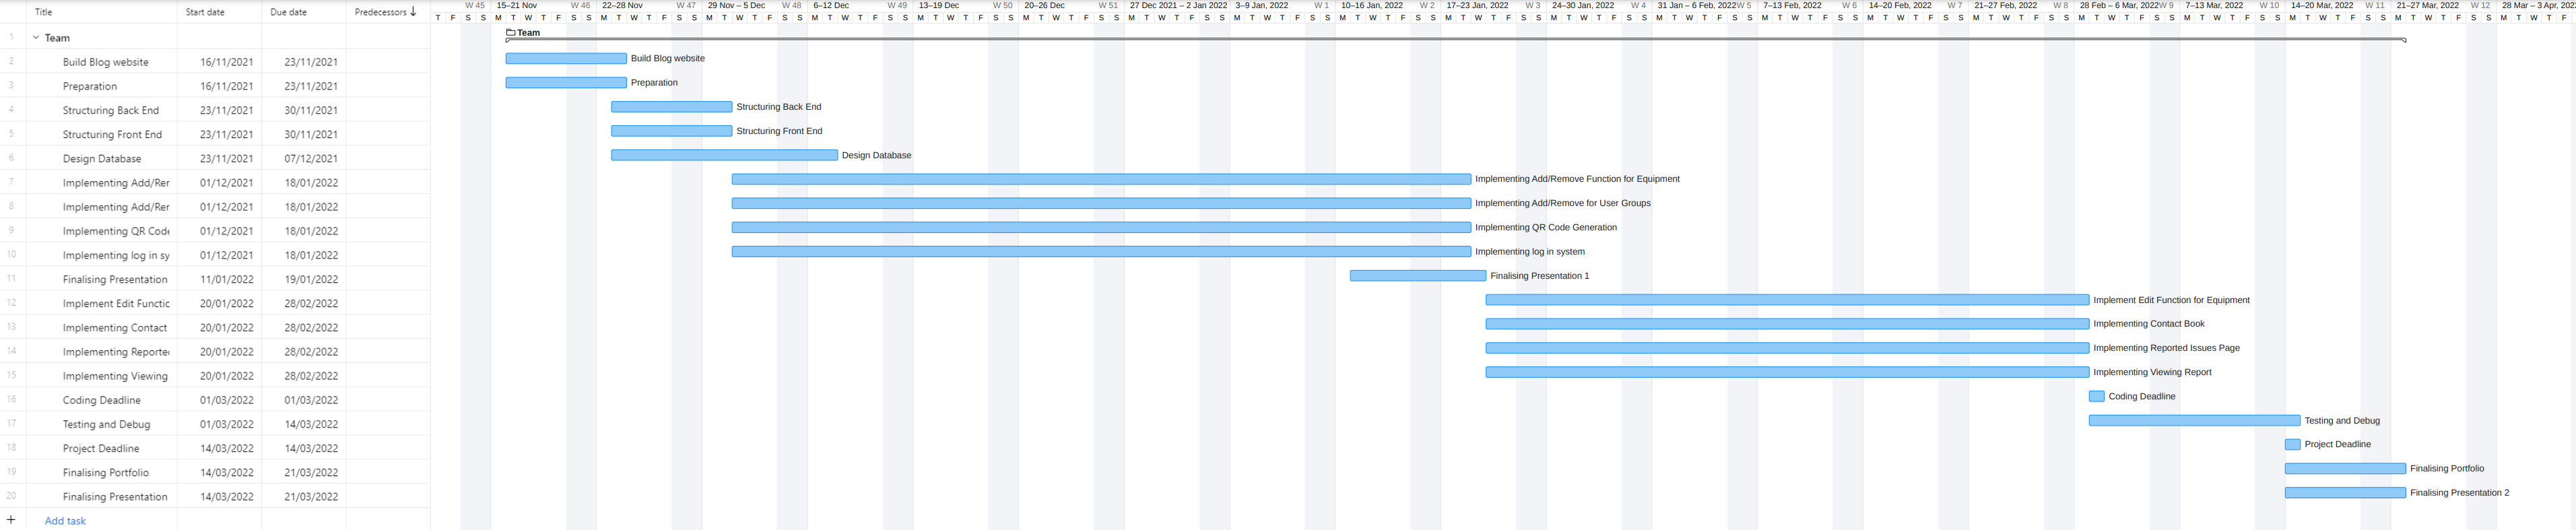 Title Start date Due date Predecessors ↓ W 45 15–21 Nov W 46 22–28 Nov W 47 29 Nov – 5 Dec W 48 6–12 Dec W 49 13–19 Dec W 50 20–26 Dec W 51 27 Dec 2021 – 2 Jan 2022 3–9 Jan, 2022 W 1 10–16 Jan, 2022 W 2 17–23 Jan, 2022 W 3 24–30 Jan, 2022 W 4 31 Jan – 6 Feb, 2022 W 5 7–13 Feb, 2022 W 6 14–20 Feb, 2022 W 7 21–27 Feb, 2022 W 8 28 Feb – 6 Mar, 2022 W 9 7–13 Mar, 2022 W 10 14–20 Mar, 2022 W 11 21–27 Mar, 2022 W 12 28 Mar – 3 Apr, 202
T F S S M T W T F S S M T W T F S S M T W T F S S M T W T F S S M T W T F S S M T W T F S S M T W T F S S M T W T F S S M T W T F S S M T W T F S S M T W T F S S M T W T F S S M T W T F S S M T W T F S S M T W T F S S M T W T F S S M T W T F S S M T W T F S S M T W T F S S M T W T F S S M T W T F
1 Team Team
2 Build Blog website 16/11/2021 23/11/2021 Build Blog website
3 Preparation 16/11/2021 23/11/2021 Preparation
4 Structuring Back End 23/11/2021 30/11/2021 Structuring Back End
5 Structuring Front End 23/11/2021 30/11/2021 Structuring Front End
6 Design Database 23/11/2021 07/12/2021 Design Database
7 Implementing Add/Rer 01/12/2021 18/01/2022 Implementing Add/Remove Function for Equipment
8 Implementing Add/Rer 01/12/2021 18/01/2022 Implementing Add/Remove for User Groups
9 Implementing QR Code 01/12/2021 18/01/2022 Implementing QR Code Generation
10 Implementing log in sy 01/12/2021 18/01/2022 Implementing log in system
11 Finalising Presentation 11/01/2022 19/01/2022 Finalising Presentation 1
12 Implement Edit Functic 20/01/2022 28/02/2022 Implement Edit Function for Equipment
13 Implementing Contact 20/01/2022 28/02/2022 Implementing Contact Book
14 Implementing Reporte 20/01/2022 28/02/2022 Implementing Reported Issues Page
15 Implementing Viewing 20/01/2022 28/02/2022 Implementing Viewing Report
16 Coding Deadline 01/03/2022 01/03/2022 Coding Deadline
17 Testing and Debug 01/03/2022 14/03/2022 Testing and Debug
18 Project Deadline 14/03/2022 14/03/2022 Project Deadline
19 Finalising Portfolio 14/03/2022 21/03/2022 Finalising Portfolio
20 Finalising Presentation 14/03/2022 21/03/2022 Finalising Presentation 2
+ Add task